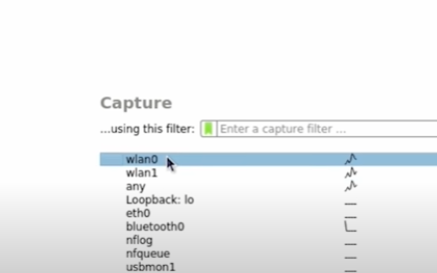 Capture
...using this filter: Enter a capture filter ...
wlan0
wlan1
any
Loopback: lo
eth0
bluetooth0
nflog
nfqueue
usbmon1